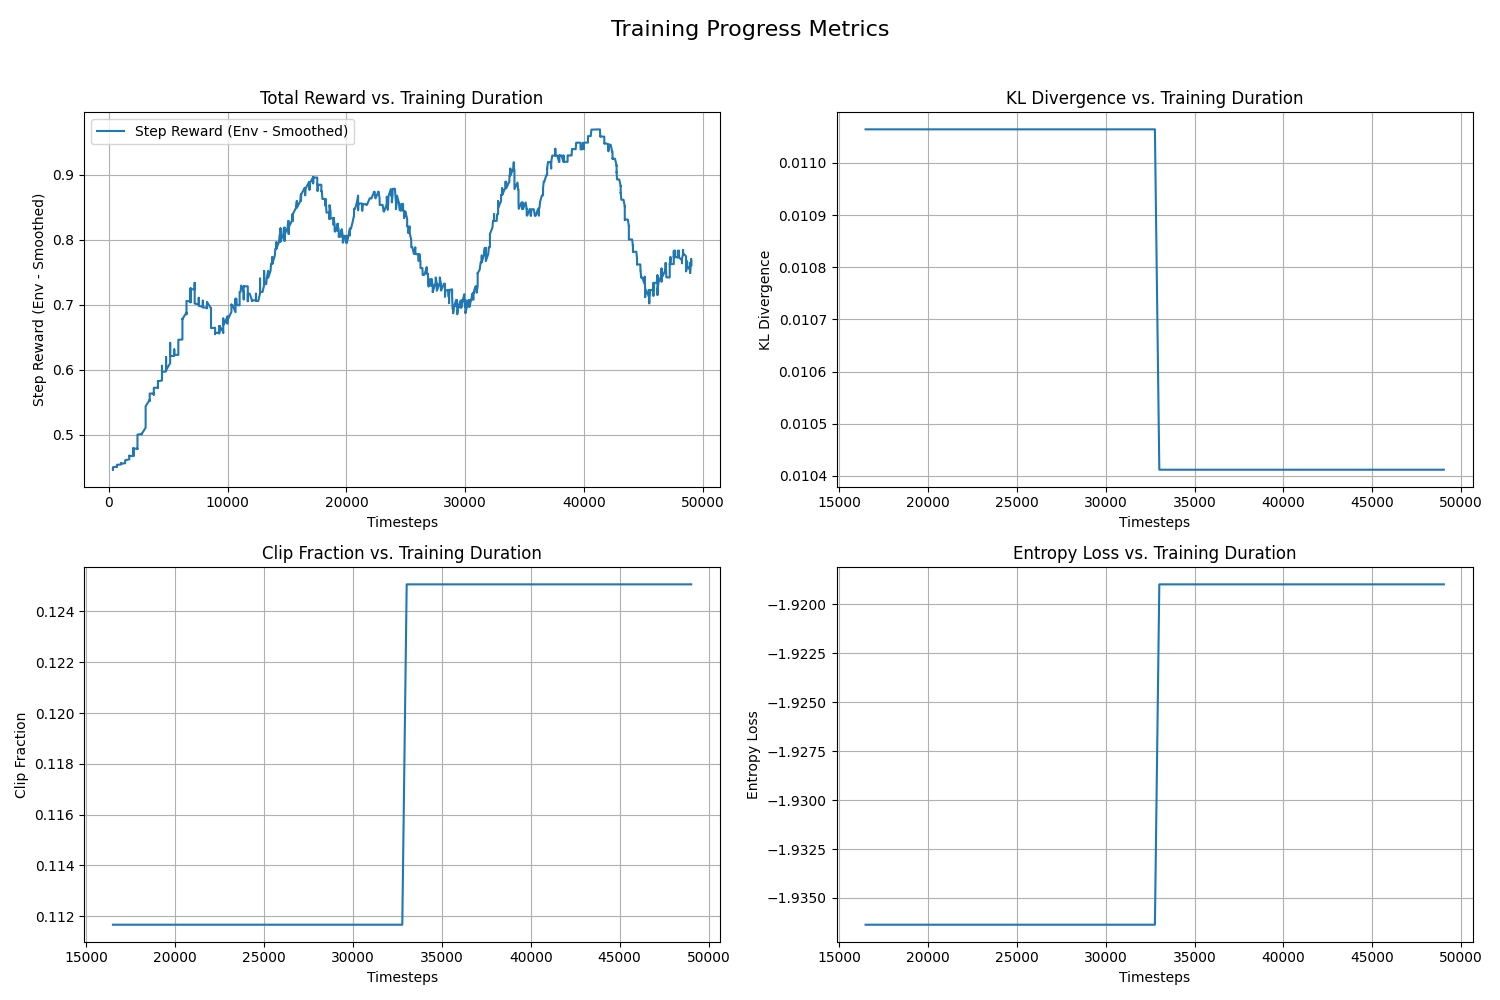 Training Progress Metrics
Total Reward vs. Training Duration
Step Reward (Env - Smoothed)
Step Reward (Env - Smoothed)
0.9
0.8
0.7
0.6
0.5
0 10000 20000 30000 40000 50000
Timesteps
KL Divergence vs. Training Duration
KL Divergence
0.0110
0.0109
0.0108
0.0107
0.0106
0.0105
0.0104
15000 20000 25000 30000 35000 40000 45000 50000
Timesteps
Clip Fraction vs. Training Duration
Clip Fraction
0.124
0.122
0.120
0.118
0.116
0.114
0.112
15000 20000 25000 30000 35000 40000 45000 50000
Timesteps
Entropy Loss vs. Training Duration
Entropy Loss
−1.9200
−1.9225
−1.9250
−1.9275
−1.9300
−1.9325
−1.9350
15000 20000 25000 30000 35000 40000 45000 50000
Timesteps